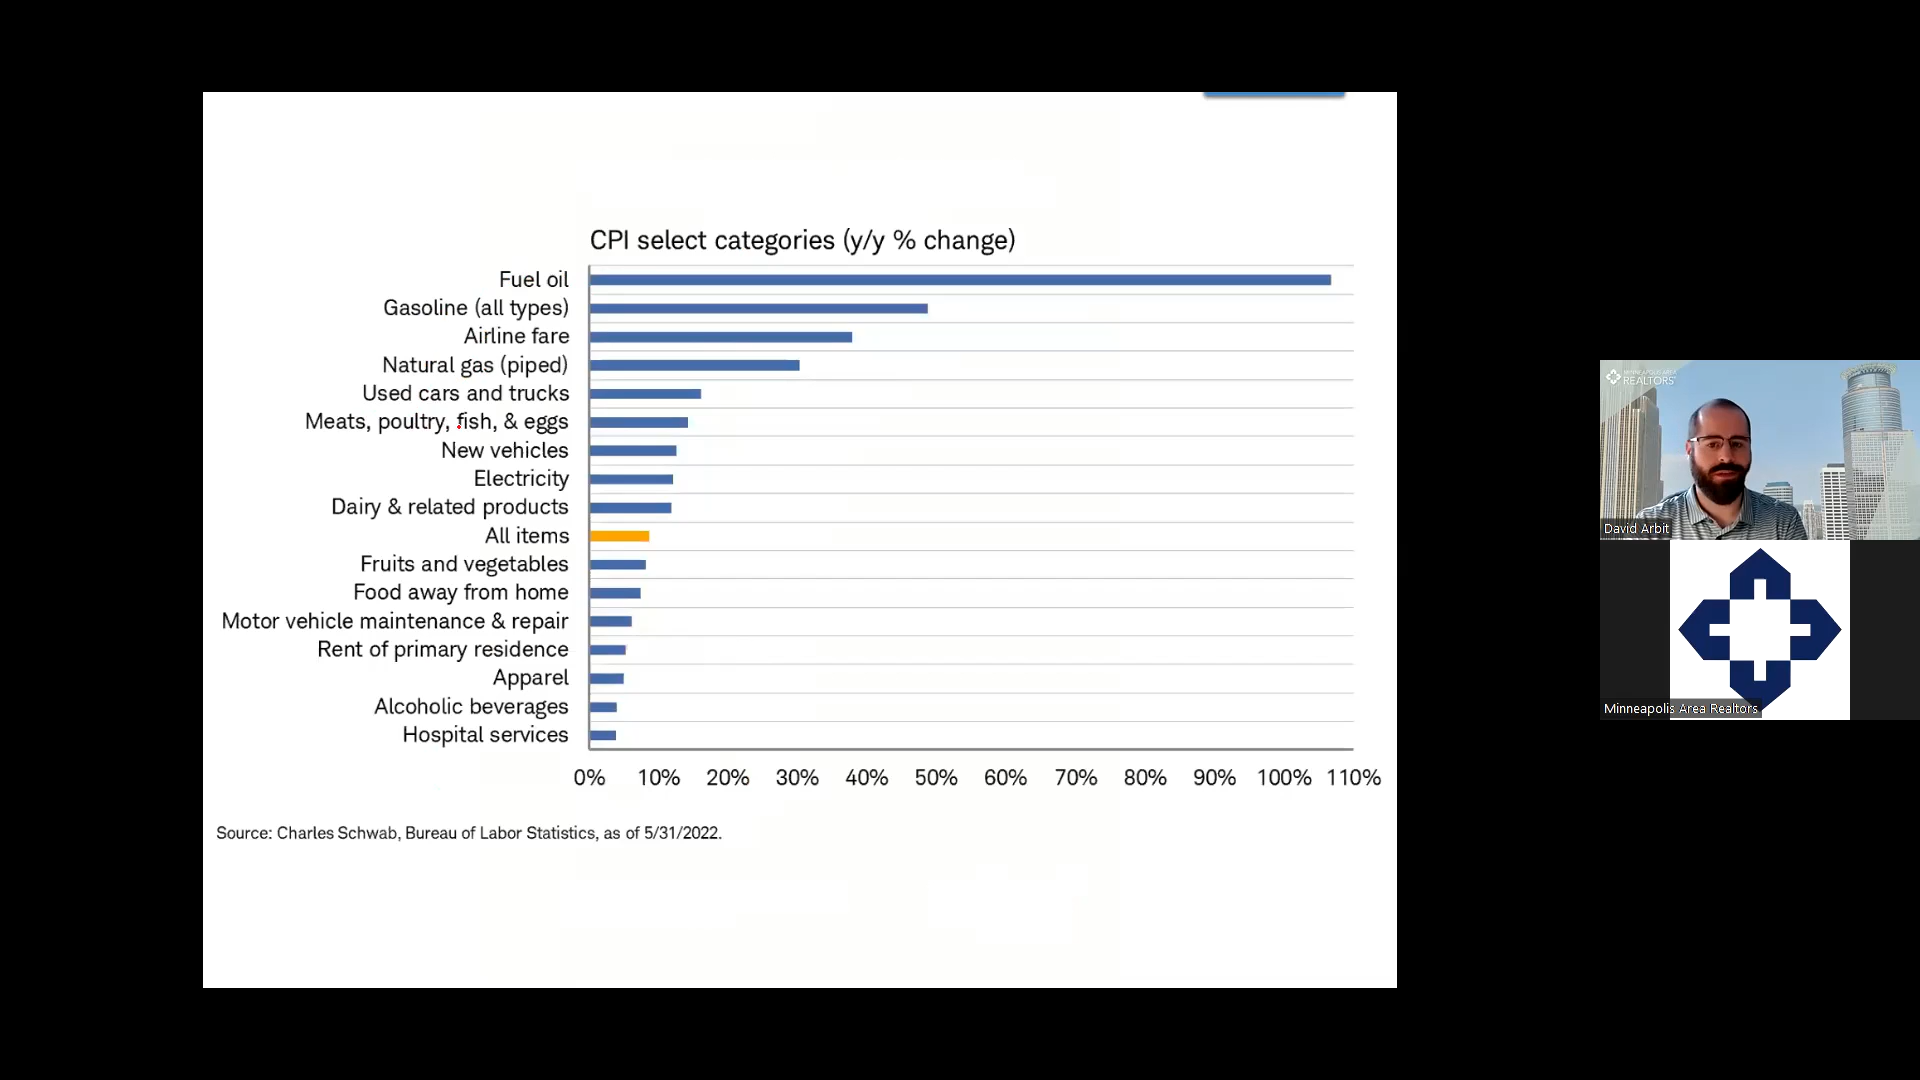 CPI select categories (y/y % change)
Fuel oil
Gasoline (all types)
Airline fare
Natural gas (piped)
Used cars and trucks
Meats, poultry, fish, & eggs
New vehicles
Electricity
Dairy & related products
All items
Fruits and vegetables
Food away from home
Motor vehicle maintenance & repair
Rent of primary residence
Apparel
Alcoholic beverages
Hospital services
0% 10% 20% 30% 40% 50% 60% 70% 80% 90% 100% 110%
Source: Charles Schwab, Bureau of Labor Statistics, as of 5/31/2022.
MINNEAPOLIS AREA
REALTORS
David Arbit
Minneapolis Area Realtors